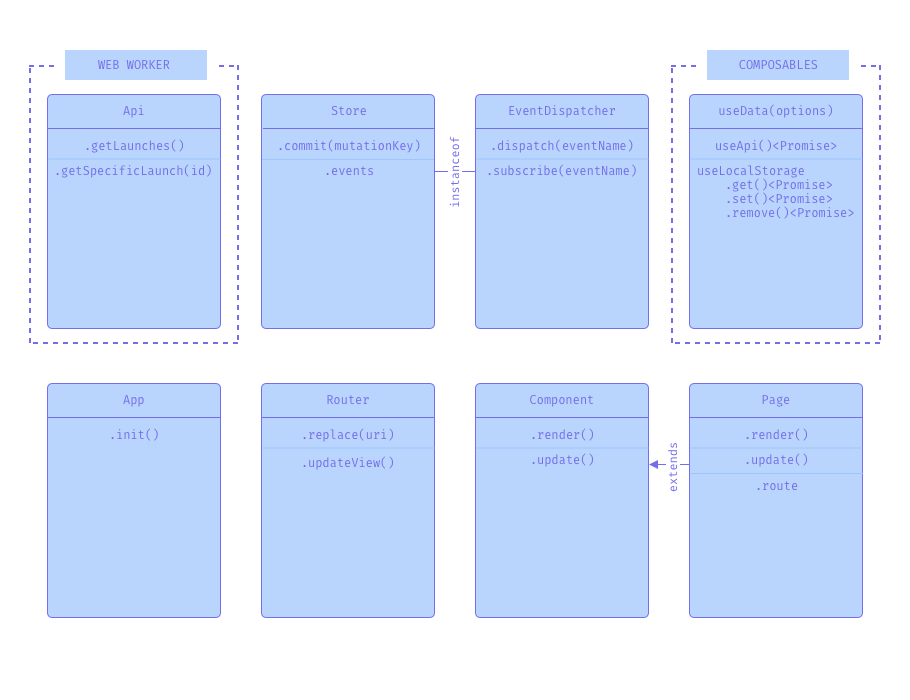 WEB WORKER
COMPOSABLES
Api
.getLaunches()
.getSpecificLaunch(id)
Store
.commit(mutationKey)
.events
instanceof
EventDispatcher
.dispatch(eventName)
.subscribe(eventName)
useData(options)
useApi()<Promise>
useLocalStorage
.get()<Promise>
.set()<Promise>
.remove()<Promise>
App
.init()
Router
.replace(uri)
.updateView()
Component
.render()
.update()
extends
Page
.render()
.update()
.route